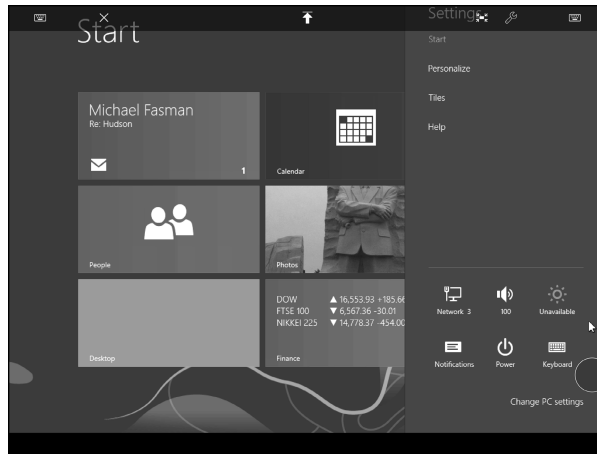 Start
Settings
Start
Personalize
Tiles
Help
Michael Fasman
Re: Hudson
1
Calendar
People
Photos
DOW ▲ 16,553.93 +185.66
FTSE 100 ▼ 6,567.36 -30.01
NIKKEI 225 ▼ 14,778.37 -454.00
Desktop
Finance
Network 3
100
Unavailable
Notifications
Power
Keyboard
Change PC settings